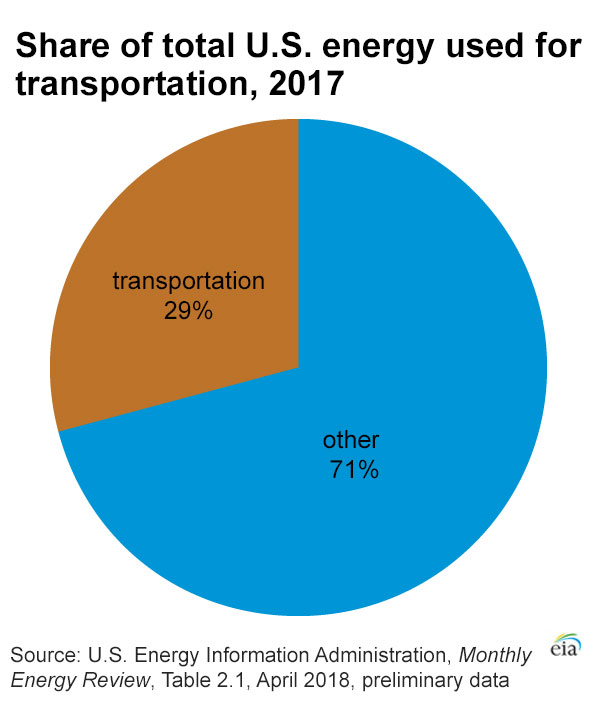 Share of total U.S. energy used for
transportation, 2017
transportation
29%
other
71%
Source: U.S. Energy Information Administration, Monthly
Energy Review, Table 2.1, April 2018, preliminary data
eia